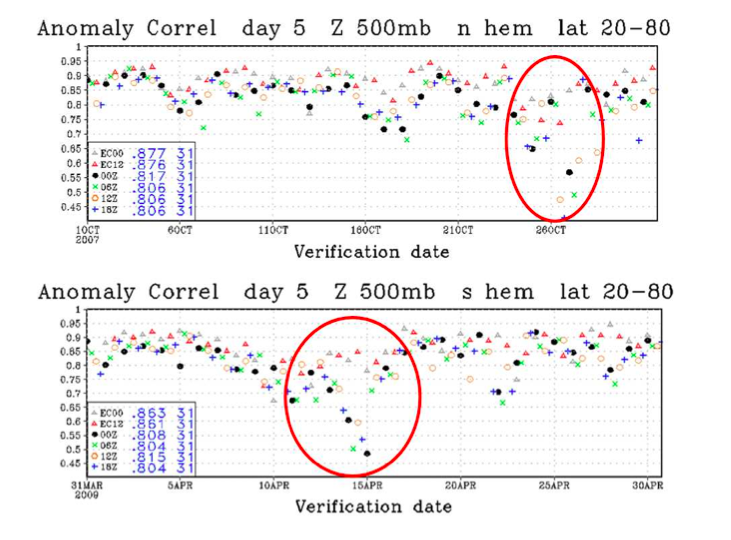 Anomaly Correl day 5 Z 500mb n hem lat 20-80
1
0.95
0.9
0.85
0.8
0.75
0.7
0.65
0.6
0.55
0.5
0.45
EC00 .877 31
EC12 .876 31
00Z .817 31
06Z .806 31
12Z .806 31
18Z .806 31
1OCT 6OCT 11OCT 16OCT 21OCT 26OCT
2007
Verification date
Anomaly Correl day 5 Z 500mb s hem lat 20-80
1
0.95
0.9
0.85
0.8
0.75
0.7
0.65
0.6
0.55
0.5
0.45
EC00 .863 31
EC12 .861 31
00Z .808 31
06Z .804 31
12Z .815 31
18Z .804 31
31MAR 5APR 10APR 15APR 20APR 25APR 30APR
2009
Verification date